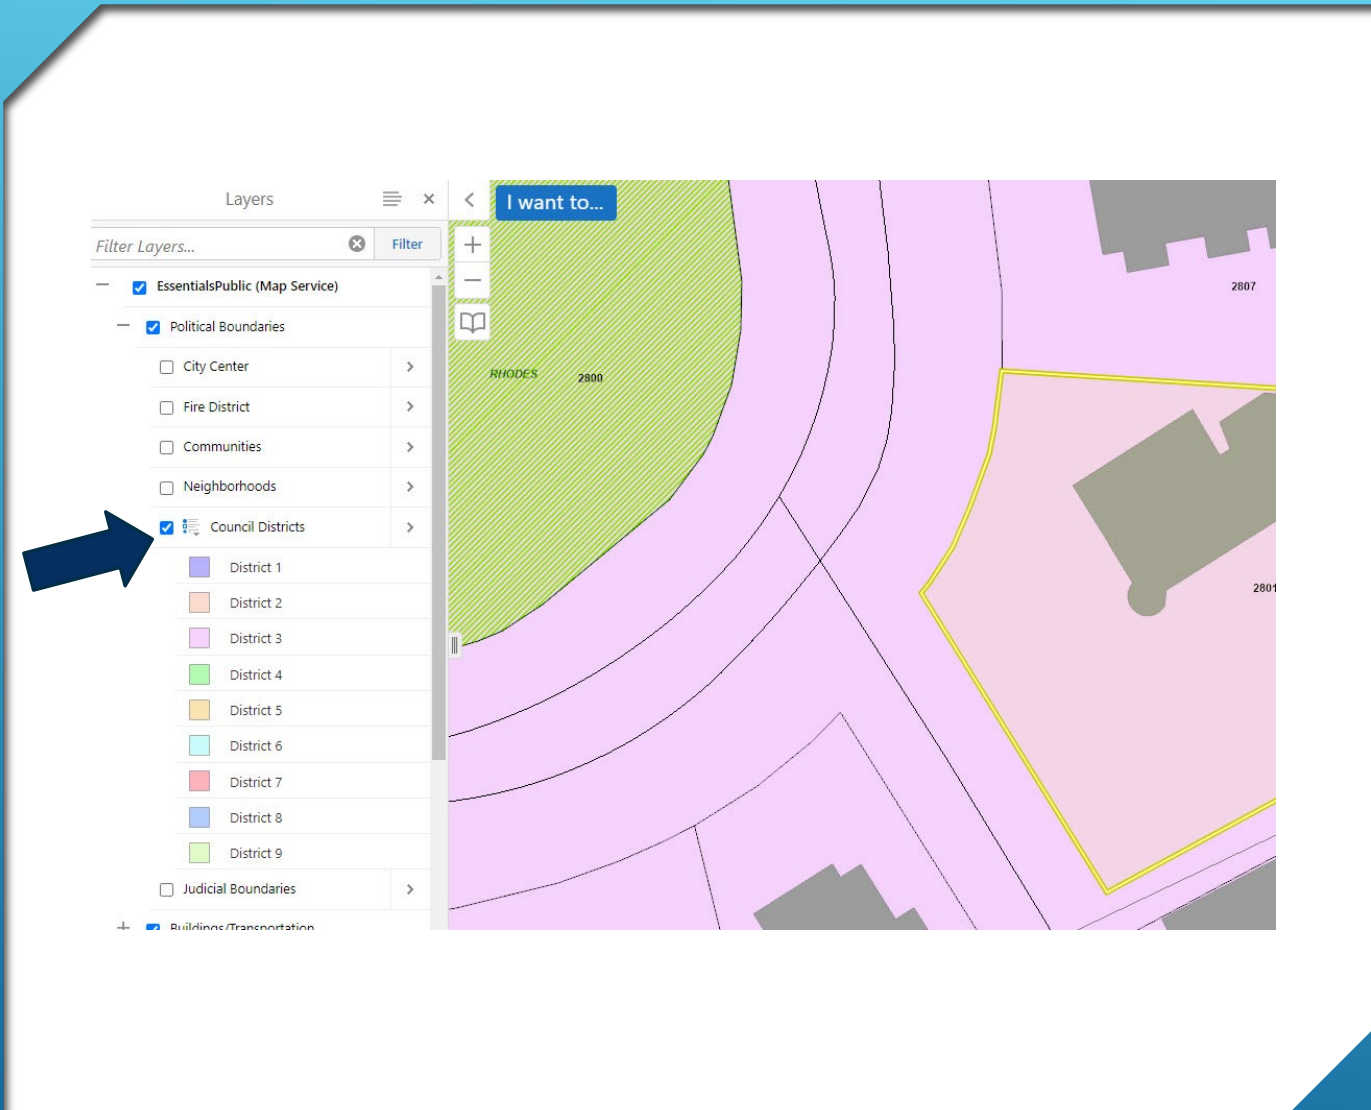 Layers
I want to...
Filter Layers...
Filter
EssentialsPublic (Map Service)
Political Boundaries
City Center
Fire District
Communities
Neighborhoods
Council Districts
District 1
District 2
District 3
District 4
District 5
District 6
District 7
District 8
District 9
Judicial Boundaries
Buildings/Transportation
2807
RHODES
2800
2801